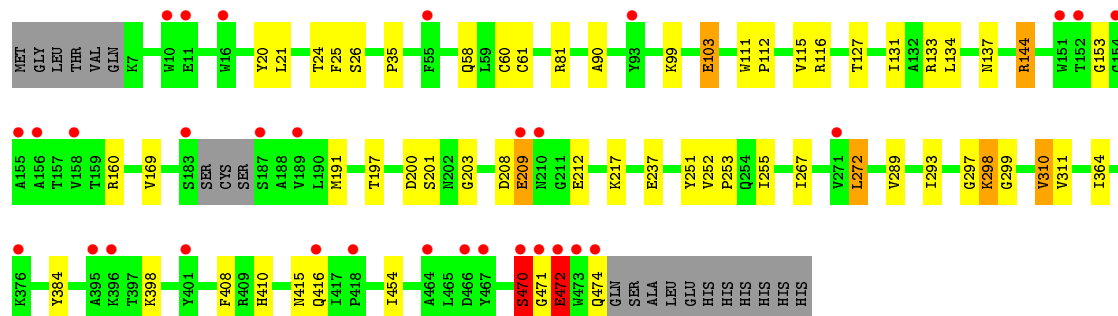 MET GLY LEU THR VAL GLN K7 W10 E11 W16 Y20 L21 T24 F25 S26 P35 F55 Q58 L59 C60 C61 R81 A90 Y93 K99 E103 W111 P112 V115 R116 T127 I131 A132 R133 L134 N137 R144 W151 T152 G153 G154
A155 A156 T157 V158 T159 R160 V169 S183 SER CYS SER S187 A188 V189 L190 M191 T197 D200 S201 N202 G203 D208 E209 N210 G211 E212 K217 E237 Y251 V252 P253 Q254 I255 I267 V271 L272 V289 I293 G297 K298 G299 V310 V311 I364
K376 Y384 A395 K396 T397 K398 Y401 F408 R409 H410 N415 Q416 I417 P418 I454 A464 L465 D466 Y467 S470 G471 E472 W473 Q474 GLN SER ALA LEU GLU HIS HIS HIS HIS HIS HIS